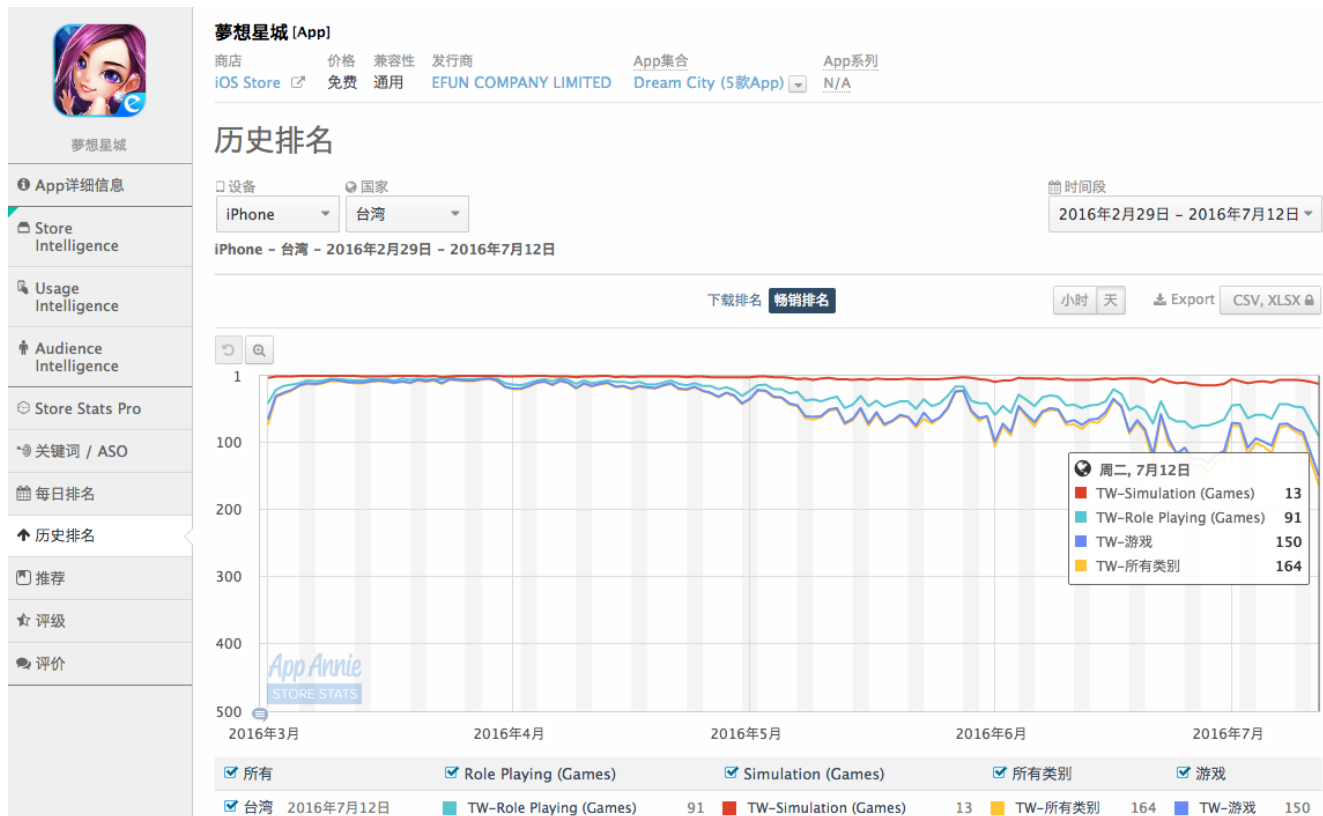 夢想星城 [App]
商店 价格 兼容性 发行商 App集合 App系列
iOS Store 免费 通用 EFUN COMPANY LIMITED Dream City (5款App) N/A
夢想星城
App详细信息
Store
Intelligence
Usage
Intelligence
Audience
Intelligence
Store Stats Pro
关键词 / ASO
每日排名
历史排名
推荐
评级
评价
历史排名
设备 国家 时间段
iPhone 台湾 2016年2月29日 – 2016年7月12日
iPhone – 台湾 – 2016年2月29日 – 2016年7月12日
下载排名 畅销排名 小时 天 Export CSV, XLSX
1
100
200
300
400
500
周二, 7月12日
TW-Simulation (Games) 13
TW-Role Playing (Games) 91
TW-游戏 150
TW-所有类别 164
App Annie
STORE STATS
2016年3月 2016年4月 2016年5月 2016年6月 2016年7月
所有 Role Playing (Games) Simulation (Games) 所有类别 游戏
台湾 2016年7月12日 TW-Role Playing (Games) 91 TW-Simulation (Games) 13 TW-所有类别 164 TW-游戏 150